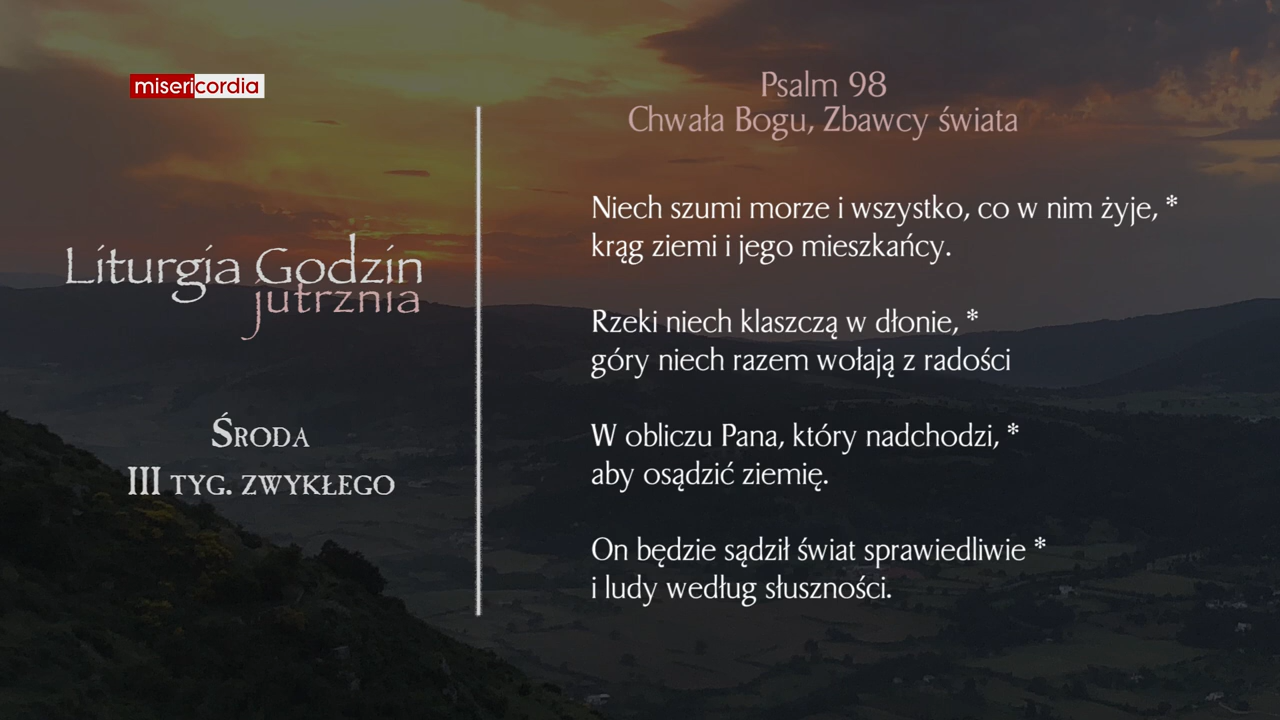 misericordia
Liturgia Godzin
jutrznia
Środa
III tyg. zwykłego
Psalm 98
Chwała Bogu, Zbawcy świata
Niech szumi morze i wszystko, co w nim żyje, *
krąg ziemi i jego mieszkańcy.
Rzeki niech klaszczą w dłonie, *
góry niech razem wołają z radości
W obliczu Pana, który nadchodzi, *
aby osądzić ziemię.
On będzie sądził świat sprawiedliwie *
i ludy według słuszności.